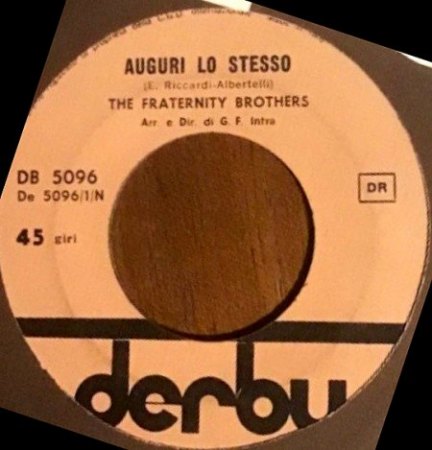 AUGURI LO STESSO
(E. Riccardi-Albertelli)
THE FRATERNITY BROTHERS
Arr. e Dir. di G. F. Intra
DB 5096
De 5096/1/N
DR
45 giri
derby